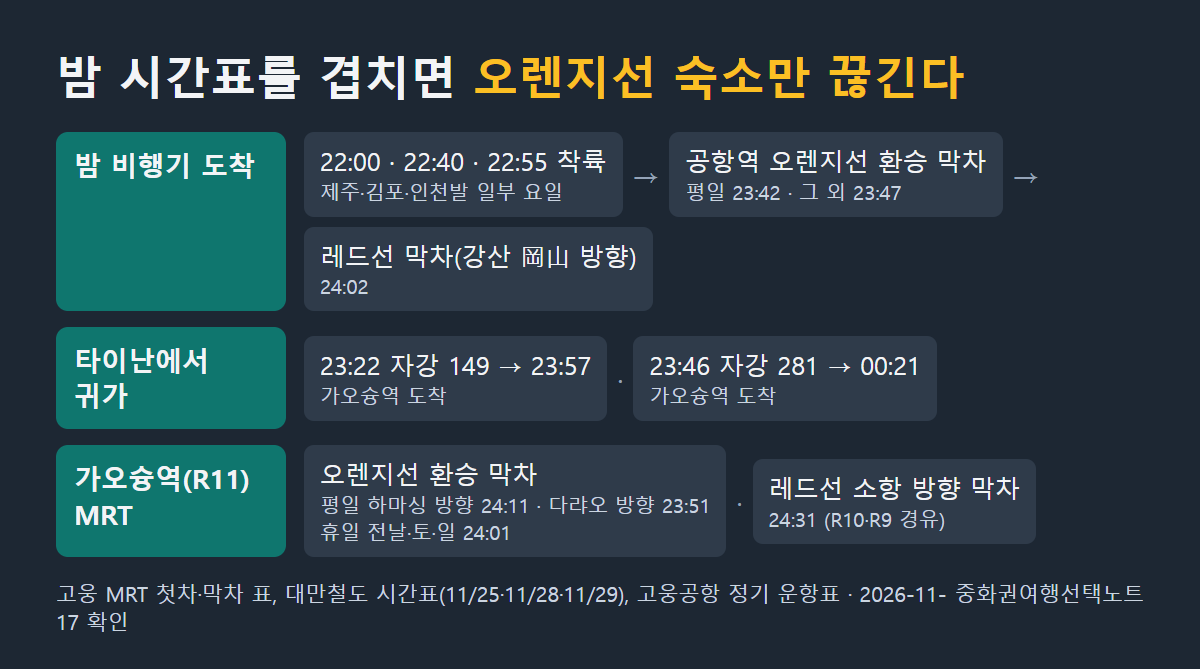 밤 시간표를 겹치면 오렌지선 숙소만 끊긴다
밤 비행기 도착
22:00 · 22:40 · 22:55 착륙
제주·김포·인천발 일부 요일
→
공항역 오렌지선 환승 막차
평일 23:42 · 그 외 23:47
→
레드선 막차(강산 岡山 방향)
24:02
타이난에서
귀가
23:22 자강 149 → 23:57
가오슝역 도착
·
23:46 자강 281 → 00:21
가오슝역 도착
가오슝역(R11)
MRT
오렌지선 환승 막차
평일 하마싱 방향 24:11 · 다랴오 방향 23:51
휴일 전날·토·일 24:01
·
레드선 소항 방향 막차
24:31 (R10·R9 경유)
고웅 MRT 첫차·막차 표, 대만철도 시간표(11/25·11/28·11/29), 고웅공항 정기 운항표 · 2026-11- 중화권여행선택노트
17 확인